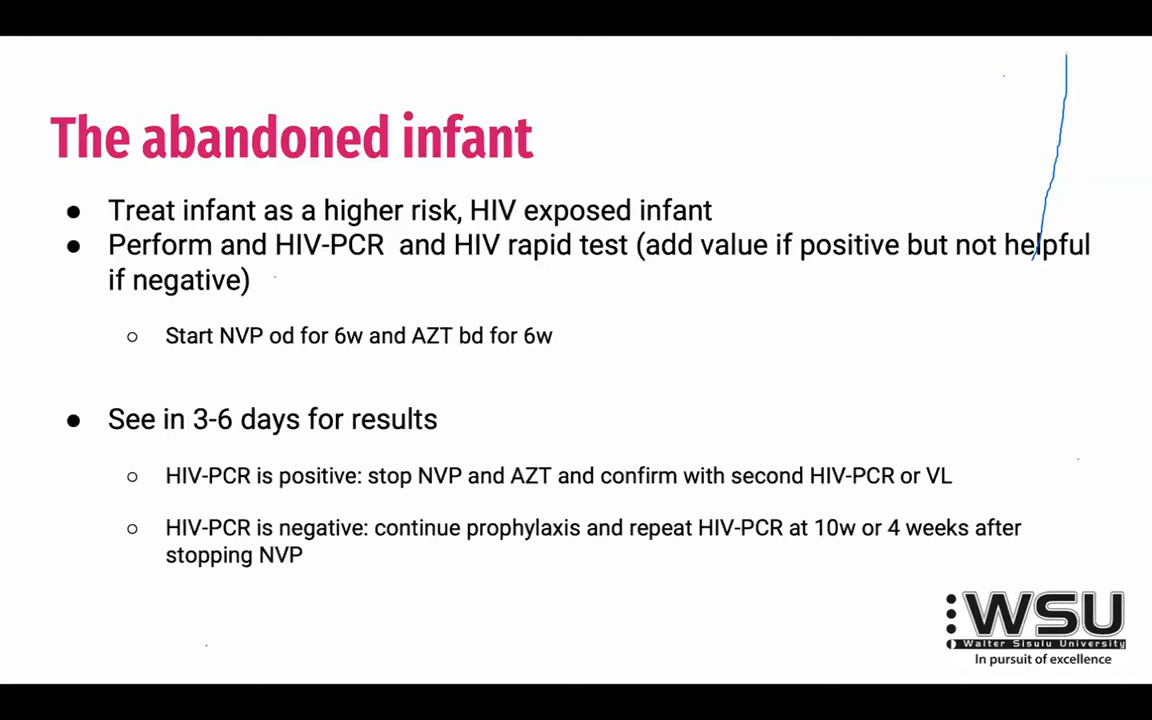 The abandoned infant
● Treat infant as a higher risk, HIV exposed infant
● Perform and HIV-PCR  and HIV rapid test (add value if positive but not helpful
if negative)
○ Start NVP od for 6w and AZT bd for 6w
● See in 3-6 days for results
○ HIV-PCR is positive: stop NVP and AZT and confirm with second HIV-PCR or VL
○ HIV-PCR is negative: continue prophylaxis and repeat HIV-PCR at 10w or 4 weeks after
stopping NVP
WSU
Walter Sisulu University
In pursuit of excellence